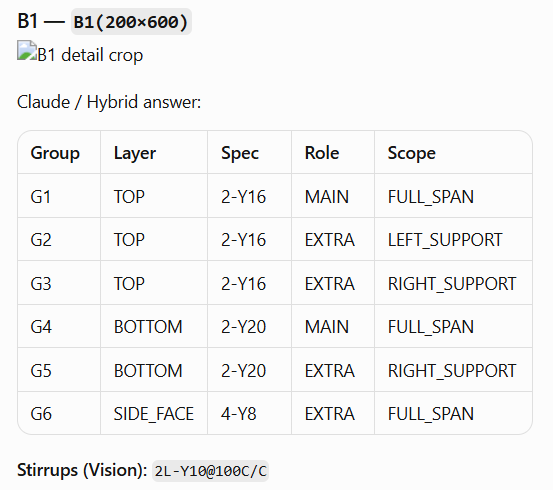 B1 — B1(200×600)
B1 detail crop
Claude / Hybrid answer:
Group Layer Spec Role Scope
G1 TOP 2-Y16 MAIN FULL_SPAN
G2 TOP 2-Y16 EXTRA LEFT_SUPPORT
G3 TOP 2-Y16 EXTRA RIGHT_SUPPORT
G4 BOTTOM 2-Y20 MAIN FULL_SPAN
G5 BOTTOM 2-Y20 EXTRA RIGHT_SUPPORT
G6 SIDE_FACE 4-Y8 EXTRA FULL_SPAN
Stirrups (Vision): 2L-Y10@100C/C